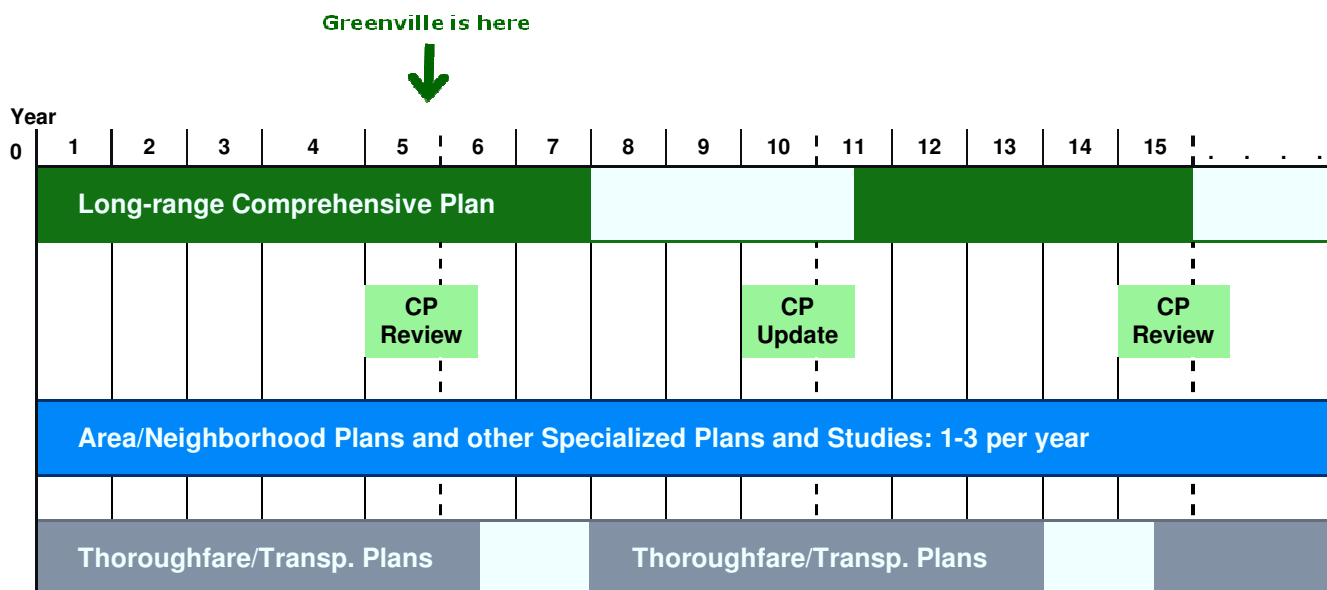 Greenville is here
Year
0 1 2 3 4 5 6 7 8 9 10 11 12 13 14 15 . . . .
Long-range Comprehensive Plan
CP
Review
CP
Update
CP
Review
Area/Neighborhood Plans and other Specialized Plans and Studies: 1-3 per year
Thoroughfare/Transp. Plans Thoroughfare/Transp. Plans